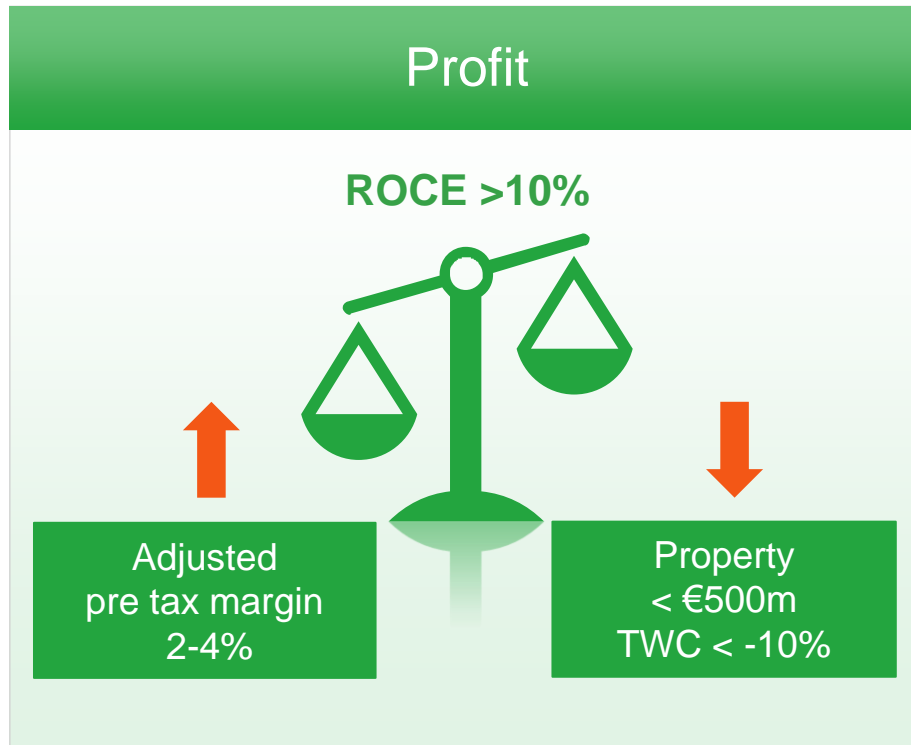 Profit
ROCE >10%
Adjusted
pre tax margin
2-4%
Property
< €500m
TWC < -10%